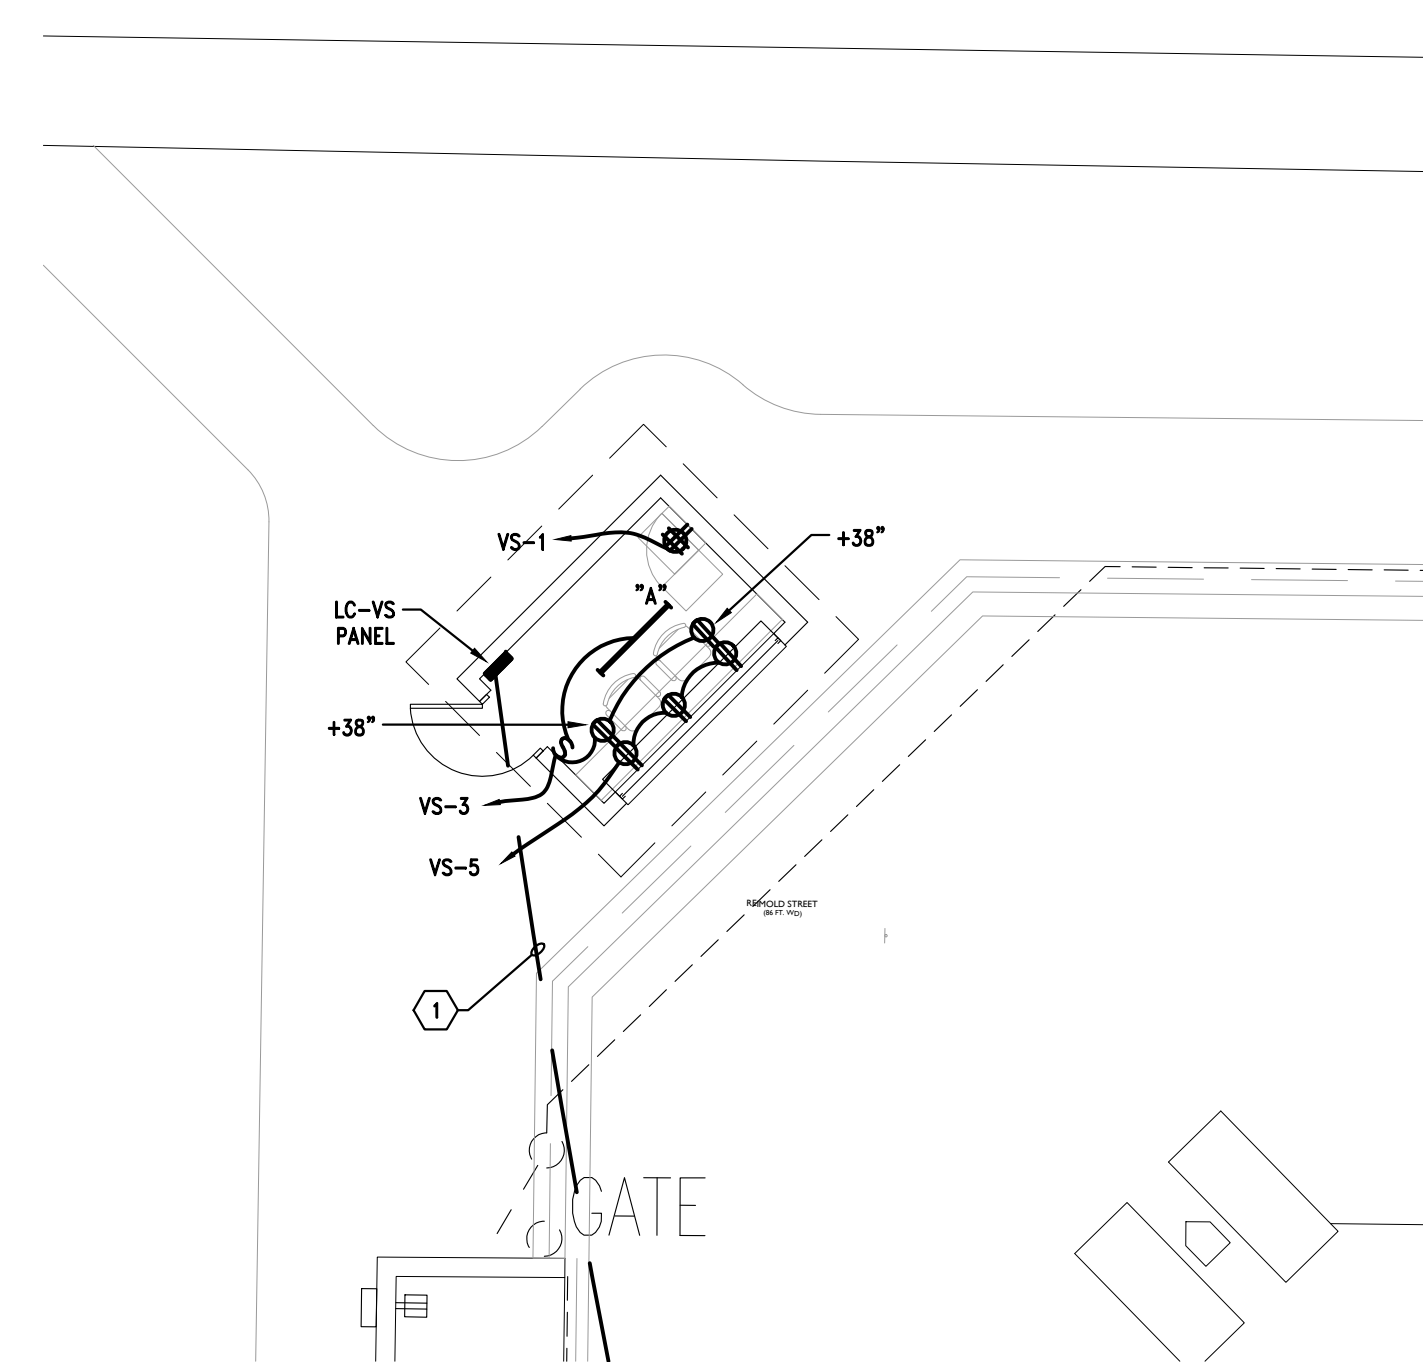 VS-1
+38”
”A”
LC-VS
PANEL
+38”
S
VS-3
VS-5
REIMOLD STREET
(86 FT. WD)
1
GATE